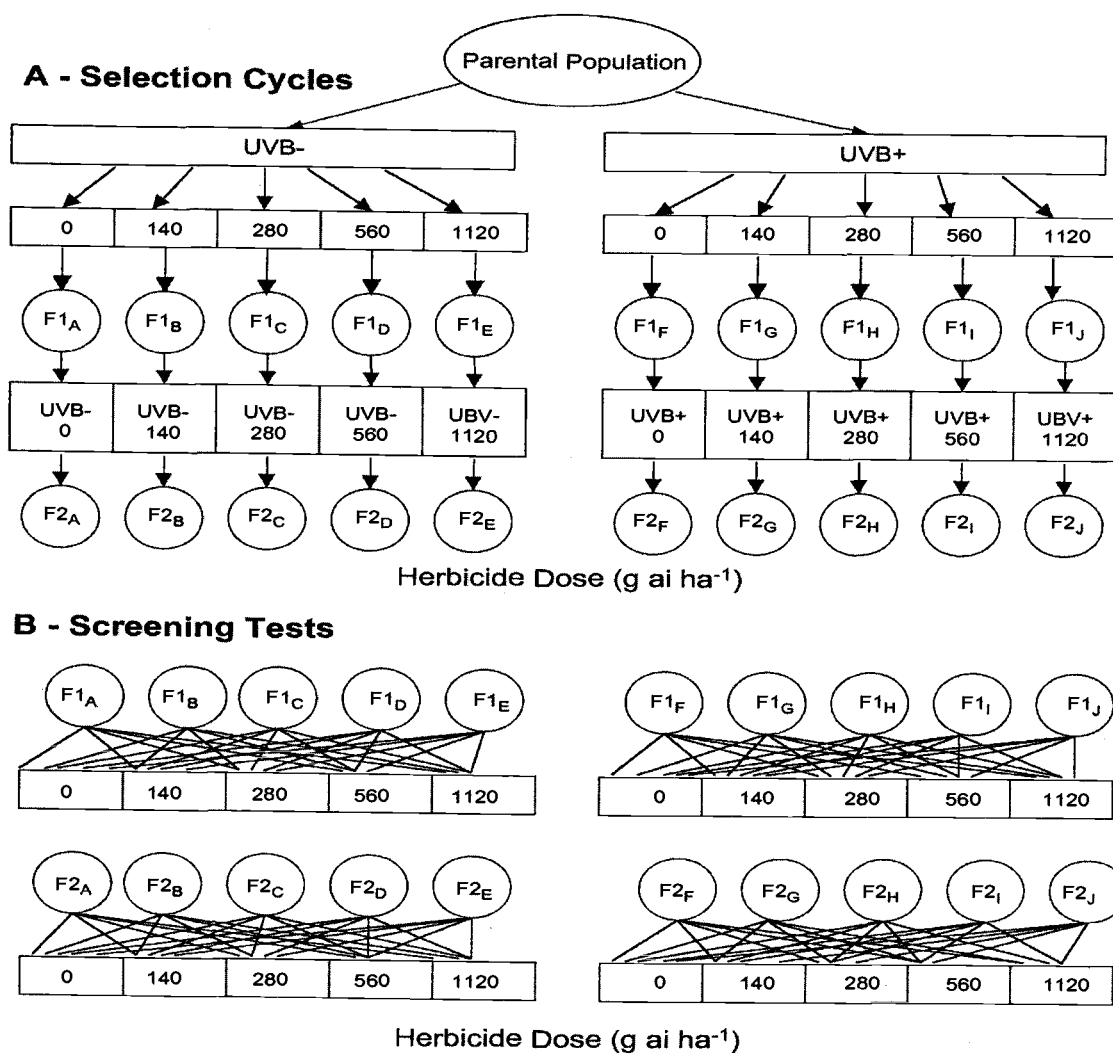 Parental Population
A - Selection Cycles
UVB- UVB+
0 140 280 560 1120 0 140 280 560 1120
F1A F1B F1C F1D F1E F1F F1G F1H F1I F1J
UVB- UVB- UVB- UVB- UBV- UVB+ UVB+ UVB+ UVB+ UBV+
0 140 280 560 1120 0 140 280 560 1120
F2A F2B F2C F2D F2E F2F F2G F2H F2I F2J
Herbicide Dose (g ai ha-1)
B - Screening Tests
F1A F1B F1C F1D F1E F1F F1G F1H F1I F1J
0 140 280 560 1120 0 140 280 560 1120
F2A F2B F2C F2D F2E F2F F2G F2H F2I F2J
0 140 280 560 1120 0 140 280 560 1120
Herbicide Dose (g ai ha-1)